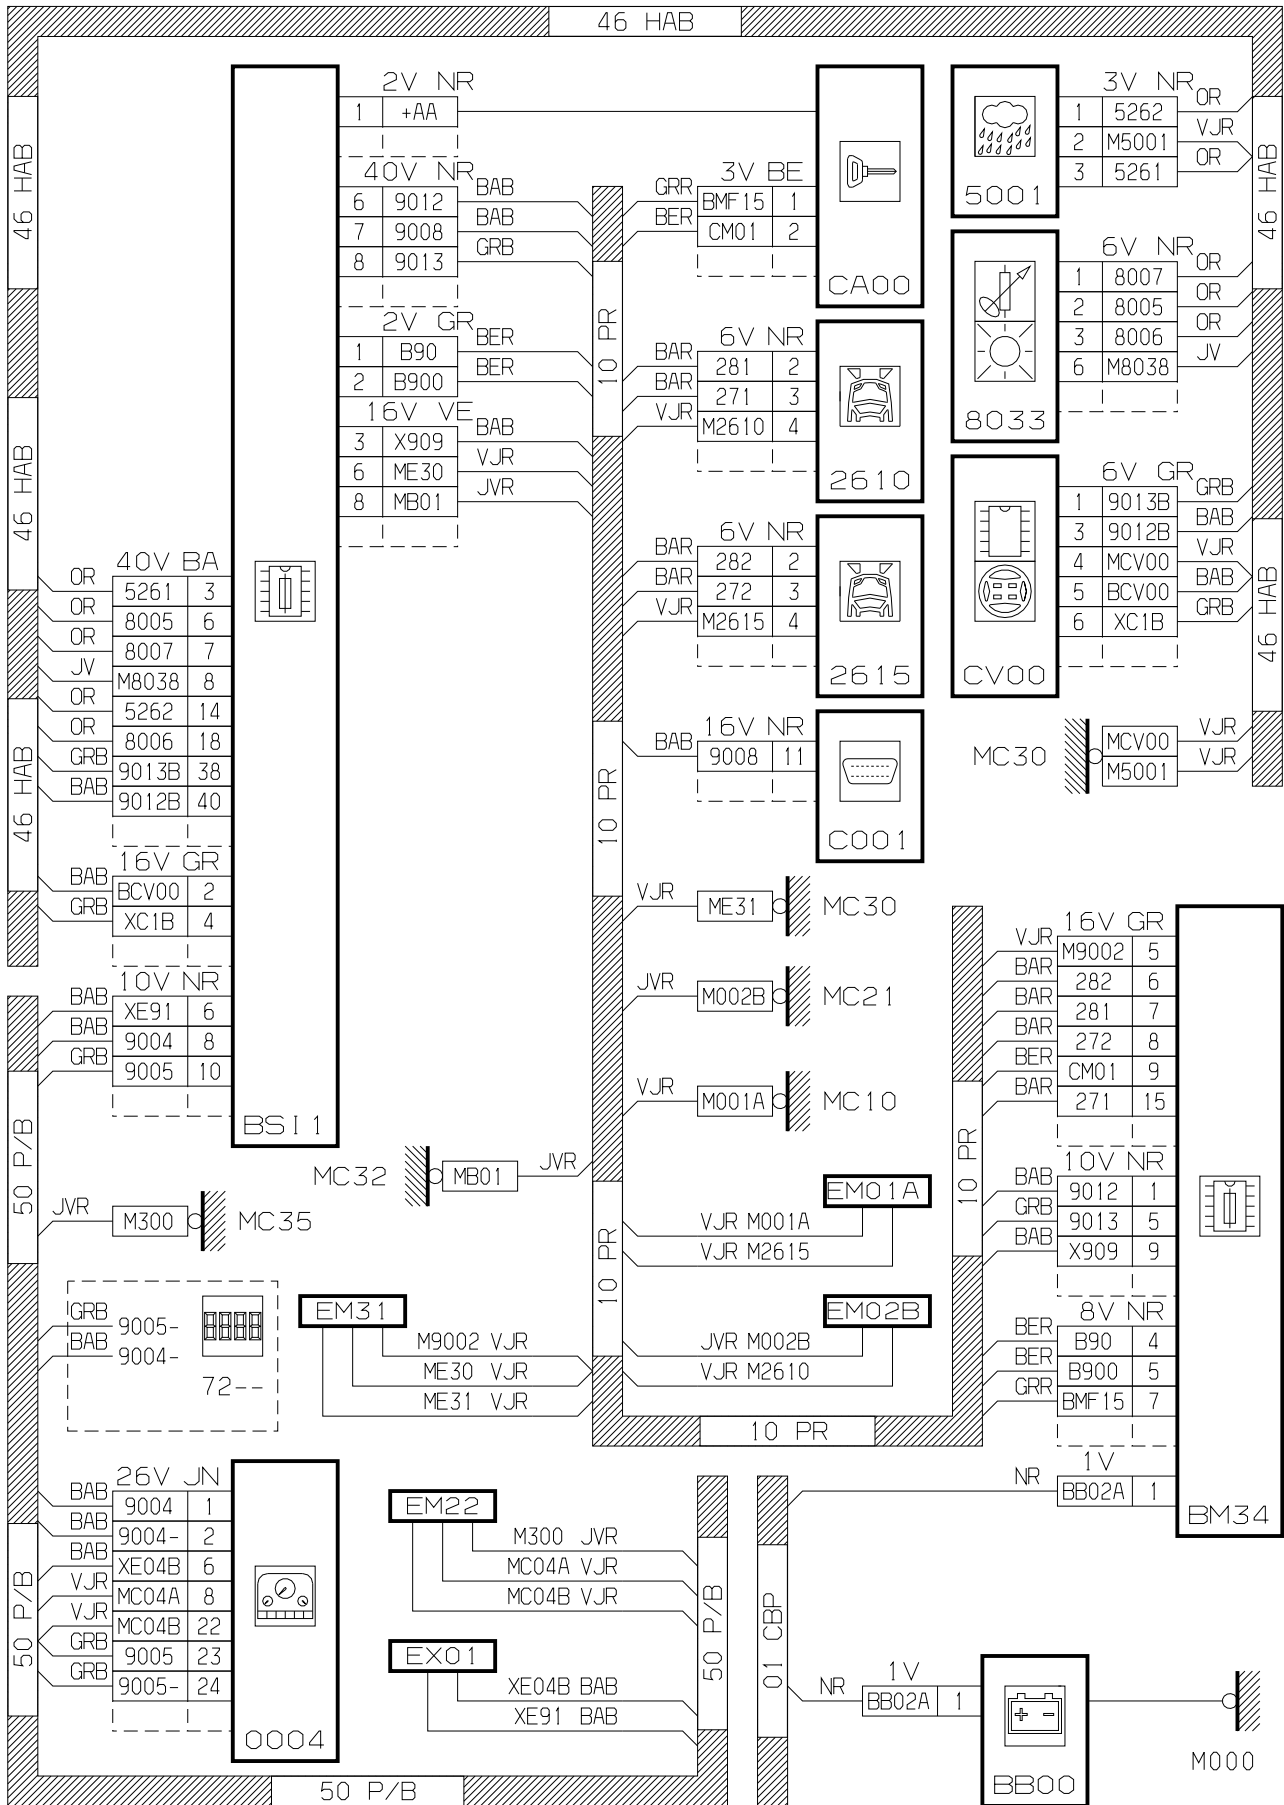 46 HAB
46 HAB
46 HAB
46 HAB
BSI1
2V NR
1 +AA
40V NR
6 9012 BAB
7 9008 BAB
8 9013 GRB
2V GR
1 B90 BER
2 B900 BER
16V VE
3 X909 BAB
6 ME30 VJR
8 MB01 JVR
40V BA
OR 5261 3
OR 8005 6
OR 8007 7
JV M8038 8
OR 5262 14
OR 8006 18
GRB 9013B 38
BAB 9012B 40
16V GR
BAB BCV00 2
GRB XC1B 4
10V NR
BAB XE91 6
BAB 9004 8
GRB 9005 10
10 PR
10 PR
10 PR
3V BE
GRR BMF15 1
BER CM01 2
CA00
6V NR
BAR 281 2
BAR 271 3
VJR M2610 4
2610
6V NR
BAR 282 2
BAR 272 3
VJR M2615 4
2615
16V NR
BAB 9008 11
C001
5001
3V NR
1 5262 OR
2 M5001 VJR
3 5261 OR
46 HAB
8033
6V NR
1 8007 OR
2 8005 OR
3 8006 OR
6 M8038 JV
CV00
6V GR
1 9013B GRB
3 9012B BAB
4 MCV00 VJR
5 BCV00 BAB
6 XC1B GRB
46 HAB
MC30 MCV00 VJR
M5001 VJR
VJR ME31 MC30
JVR M002B MC21
VJR M001A MC10
MC32 MB01 JVR
EM01A
VJR M001A
VJR M2615
EM02B
JVR M002B
VJR M2610
10 PR
10 PR
16V GR
VJR M9002 5
BAR 282 6
BAR 281 7
BAR 272 8
BER CM01 9
BAR 271 15
10V NR
BAB 9012 1
GRB 9013 5
BAB X909 9
8V NR
BER B90 4
BER B900 5
GRR BMF15 7
1V
NR BB02A 1
BM34
50 P/B
JVR M300 MC35
GRB 9005-
BAB 9004-
72--
EM31
M9002 VJR
ME30 VJR
ME31 VJR
50 P/B
26V JN
BAB 9004 1
BAB 9004- 2
BAB XE04B 6
VJR MC04A 8
VJR MC04B 22
GRB 9005 23
GRB 9005- 24
0004
EM22
M300 JVR
MC04A VJR
MC04B VJR
EX01
XE04B BAB
XE91 BAB
50 P/B
50 P/B
01 CBP
1V
NR BB02A 1
+ -
BB00
M000